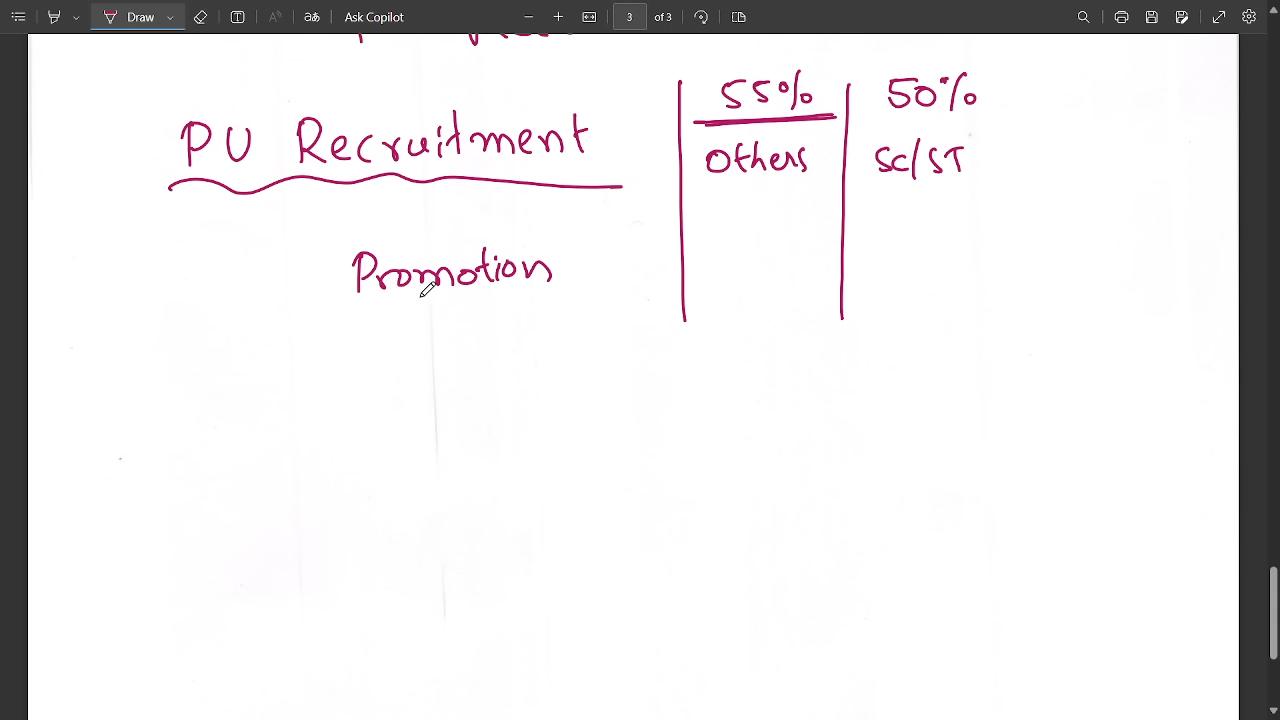 Draw
Ask Copilot
3 of 3
55% 50%
PU Recruitment
Others SC/ST
Promotion